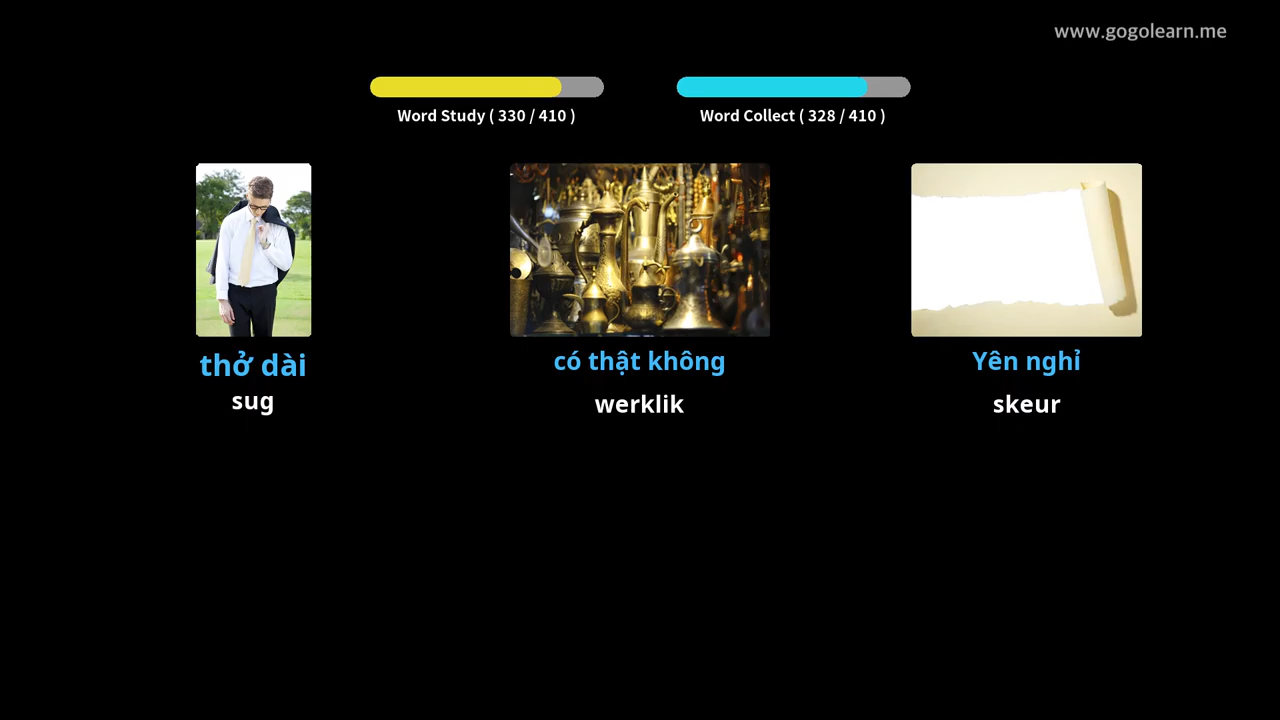 www.gogolearn.me
Word Study ( 330 / 410 )
Word Collect ( 328 / 410 )
thở dài
sug
có thật không
werklik
Yên nghỉ
skeur